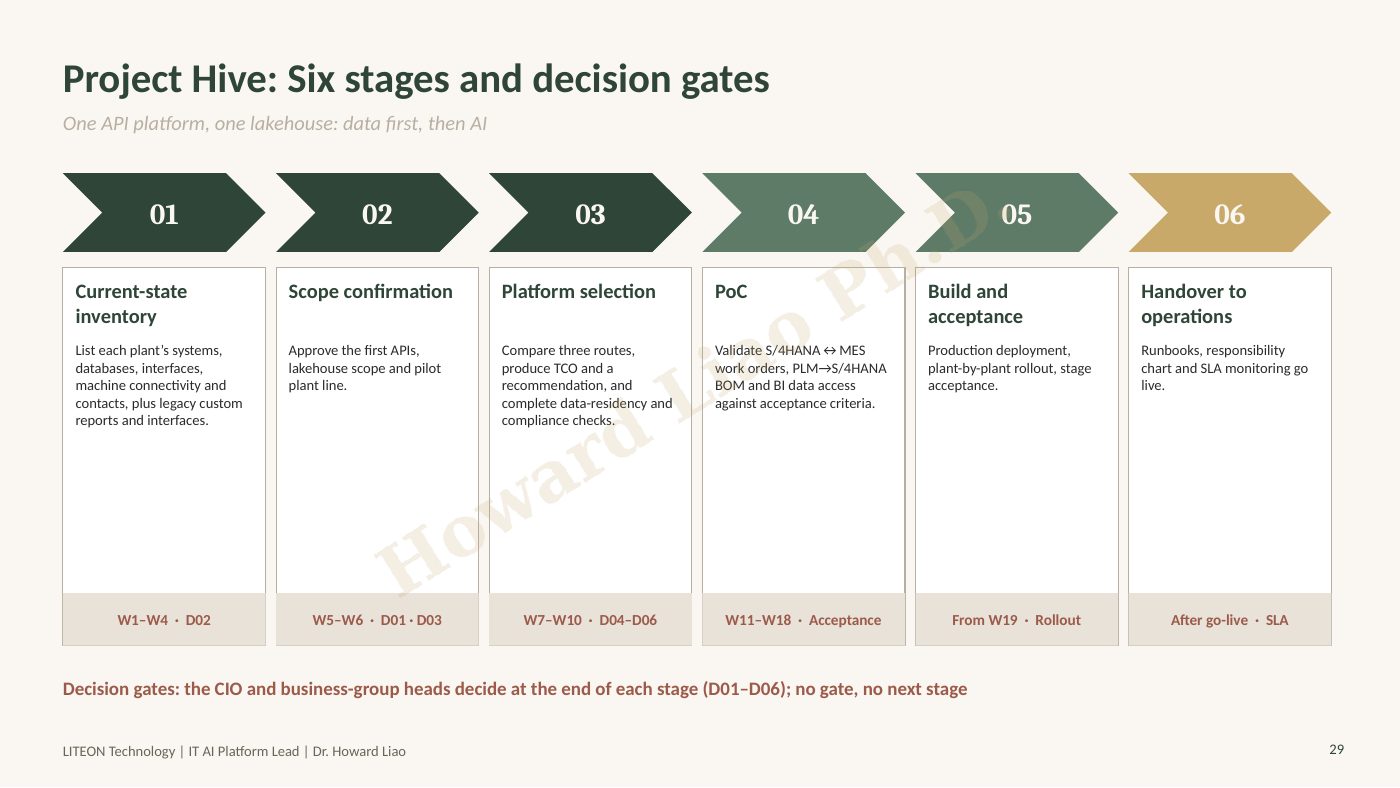 Project Hive: Six stages and decision gates
One API platform, one lakehouse: data first, then AI
01
02
03
04
05
06
Current-state
inventory
List each plant’s systems,
databases, interfaces,
machine connectivity and
contacts, plus legacy custom
reports and interfaces.
W1–W4 · D02
Scope confirmation
Approve the first APIs,
lakehouse scope and pilot
plant line.
W5–W6 · D01 · D03
Platform selection
Compare three routes,
produce TCO and a
recommendation, and
complete data-residency and
compliance checks.
W7–W10 · D04–D06
PoC
Validate S/4HANA ↔ MES
work orders, PLM→S/4HANA
BOM and BI data access
against acceptance criteria.
W11–W18 · Acceptance
Build and
acceptance
Production deployment,
plant-by-plant rollout, stage
acceptance.
From W19 · Rollout
Handover to
operations
Runbooks, responsibility
chart and SLA monitoring go
live.
After go-live · SLA
Howard Liao Ph.D.
Decision gates: the CIO and business-group heads decide at the end of each stage (D01–D06); no gate, no next stage
LITEON Technology | IT AI Platform Lead | Dr. Howard Liao
29